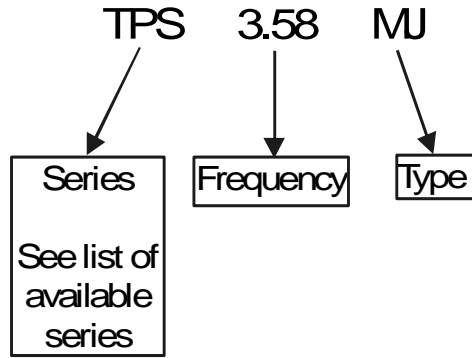 TPS 3.58 MJ
Series
See list of
available
series
Frequency
Type